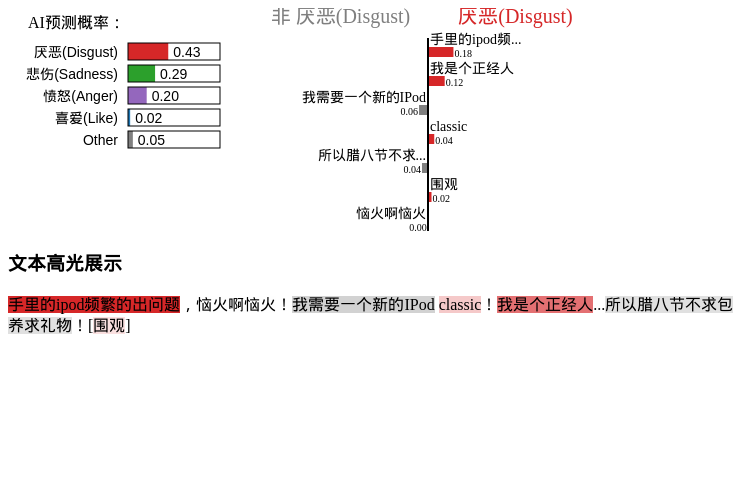 AI预测概率：
厌恶(Disgust) 0.43
悲伤(Sadness) 0.29
愤怒(Anger) 0.20
喜爱(Like) 0.02
Other 0.05
非 厌恶(Disgust) 厌恶(Disgust)
手里的ipod频...
0.18
我是个正经人
0.12
我需要一个新的IPod
0.06
classic
0.04
所以腊八节不求...
0.04
围观
0.02
恼火啊恼火
0.00
文本高光展示
手里的ipod频繁的出问题，恼火啊恼火！我需要一个新的IPod classic！我是个正经人...所以腊八节不求包
养求礼物！[围观]